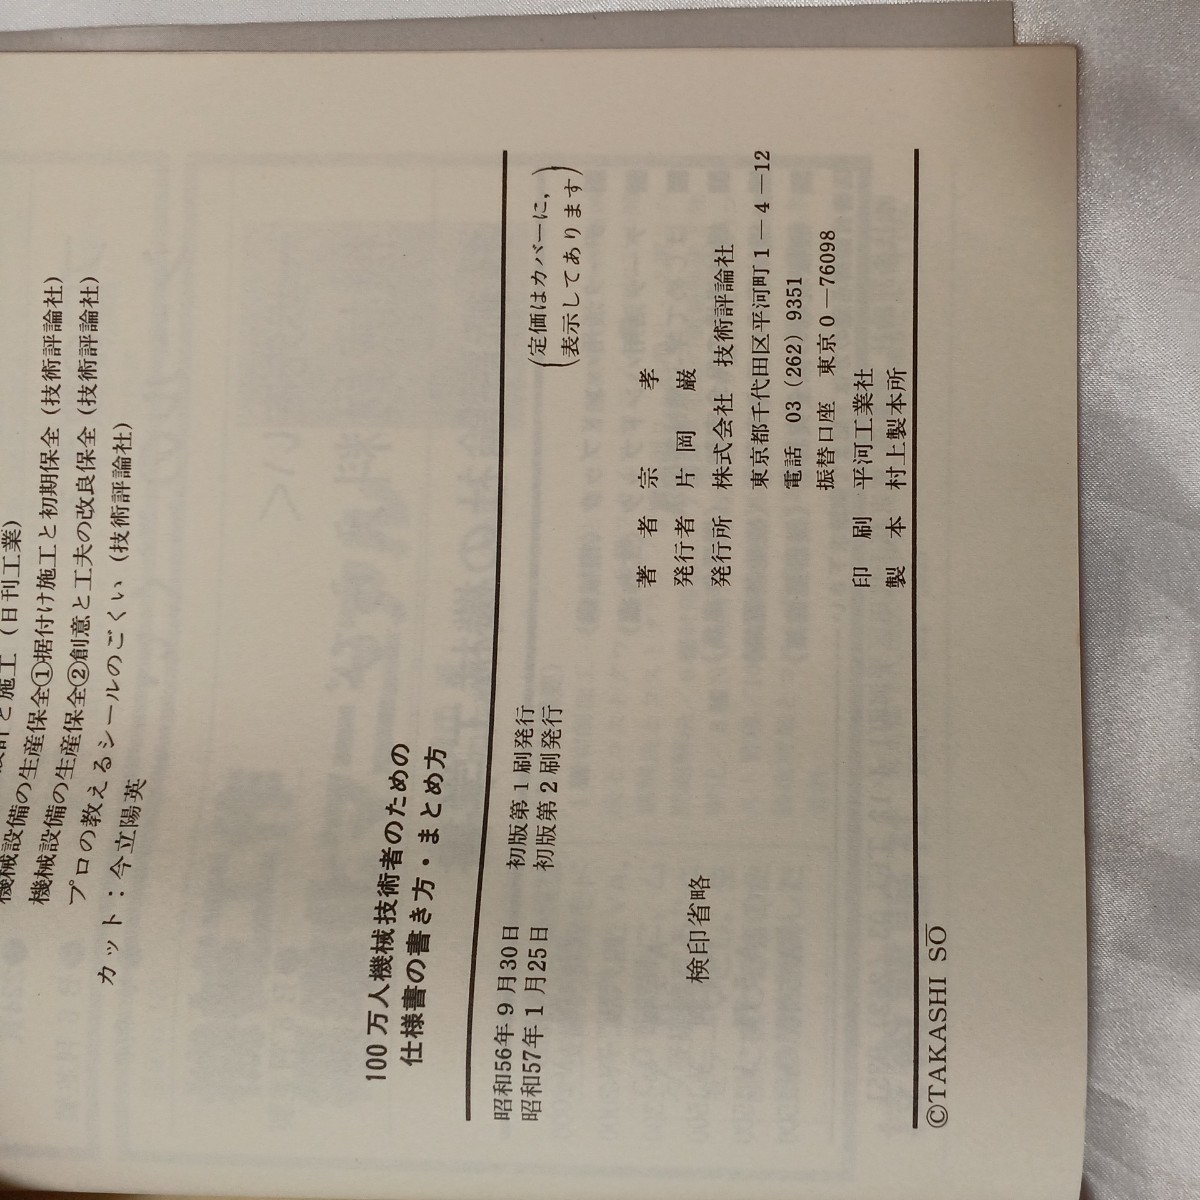 設計と施工（日刊工業）
機械設備の生産保全①据付け施工と初期保全（技術評論社）
機械設備の生産保全②創意と工夫の改良保全（技術評論社）
プロの教えるシールのごくい（技術評論社）
カット：今立陽英
100万人機械技術者のための
仕様書の書き方・まとめ方
昭和56年9月30日　初版第1刷発行
昭和57年1月25日　初版第2刷発行
（定価はカバーに，
表示してあります）
検印省略
著者　宗　孝
発行者　片岡　巌
発行所　株式会社　技術評論社
東京都千代田区平河町1－4－12
電話　03（262）9351
振替口座　東京0－76098
印刷　平河工業社
製本　村上製本所
©TAKASHI SŌ